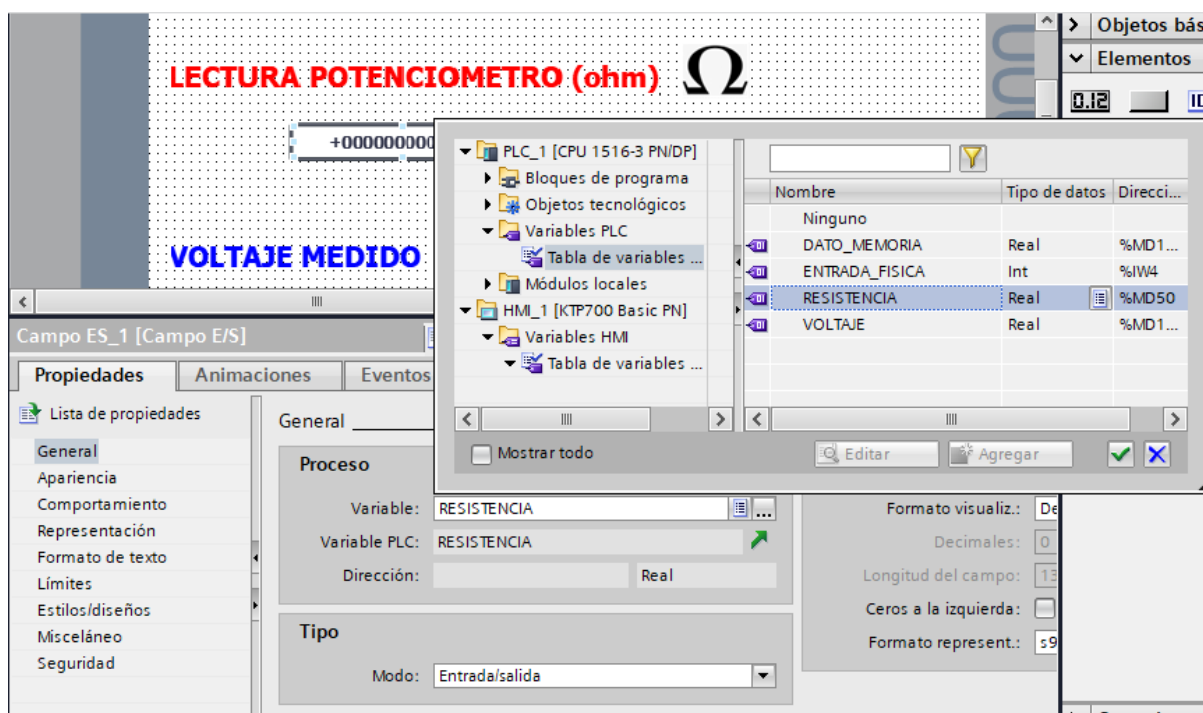 Objetos bás
Elementos
LECTURA POTENCIOMETRO (ohm) Ω
+000000000
VOLTAJE MEDIDO
PLC_1 [CPU 1516-3 PN/DP]
Bloques de programa
Objetos tecnológicos
Variables PLC
Tabla de variables ...
Módulos locales
HMI_1 [KTP700 Basic PN]
Variables HMI
Tabla de variables ...
Mostrar todo
Nombre Tipo de datos Direcci...
Ninguno
DATO_MEMORIA Real %MD1...
ENTRADA_FISICA Int %IW4
RESISTENCIA Real %MD50
VOLTAJE Real %MD1...
Editar Agregar
Campo ES_1 [Campo E/S]
Propiedades Animaciones Eventos
Lista de propiedades
General
Apariencia
Comportamiento
Representación
Formato de texto
Límites
Estilos/diseños
Misceláneo
Seguridad
General
Proceso
Variable: RESISTENCIA ...
Variable PLC: RESISTENCIA
Dirección: Real
Tipo
Modo: Entrada/salida
Formato visualiz.: De
Decimales: 0
Longitud del campo: 13
Ceros a la izquierda:
Formato represent.: s9